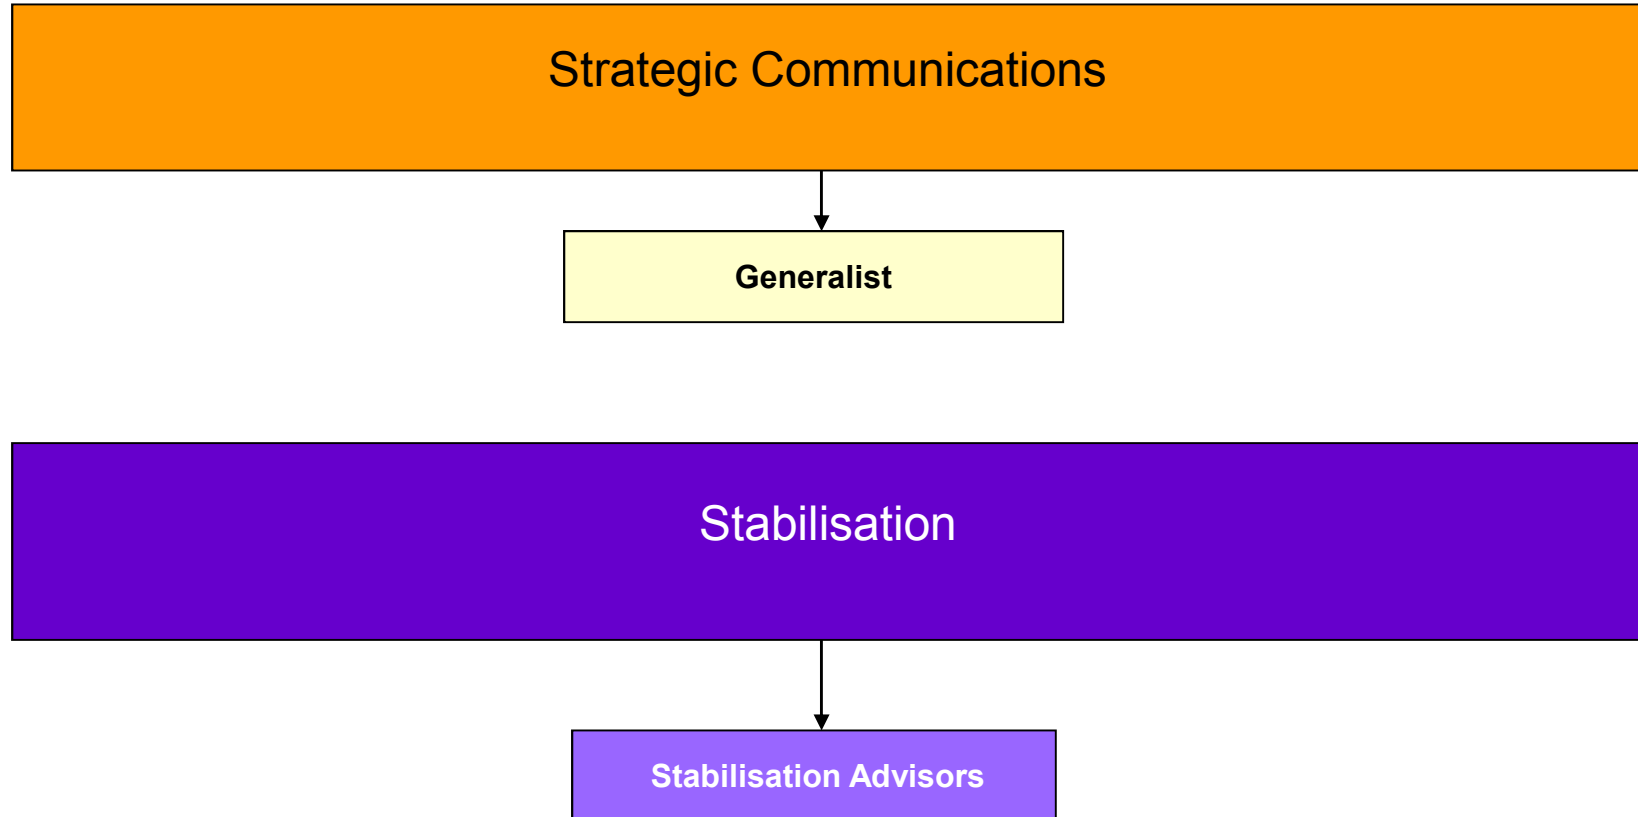 Strategic Communications
Generalist
Stabilisation
Stabilisation Advisors